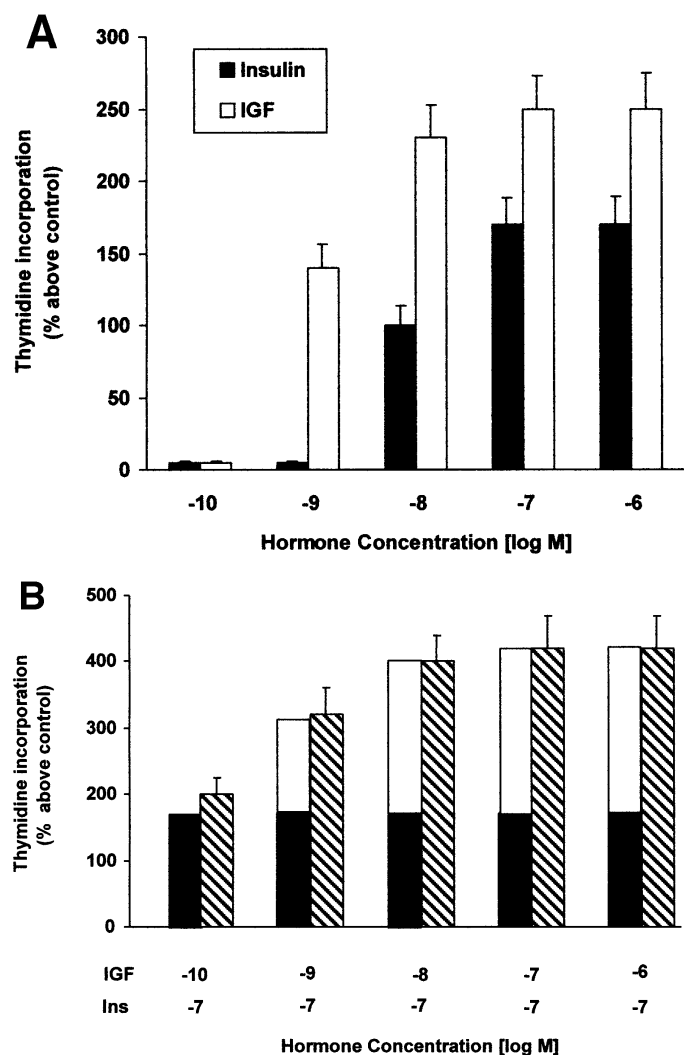 A
Thymidine incorporation
(% above control)
300
250
200
150
100
50
0
Insulin
IGF
-10 -9 -8 -7 -6
Hormone Concentration [log M]
B
Thymidine incorporation
(% above control)
500
400
300
200
100
0
IGF -10 -9 -8 -7 -6
Ins -7 -7 -7 -7 -7
Hormone Concentration [log M]